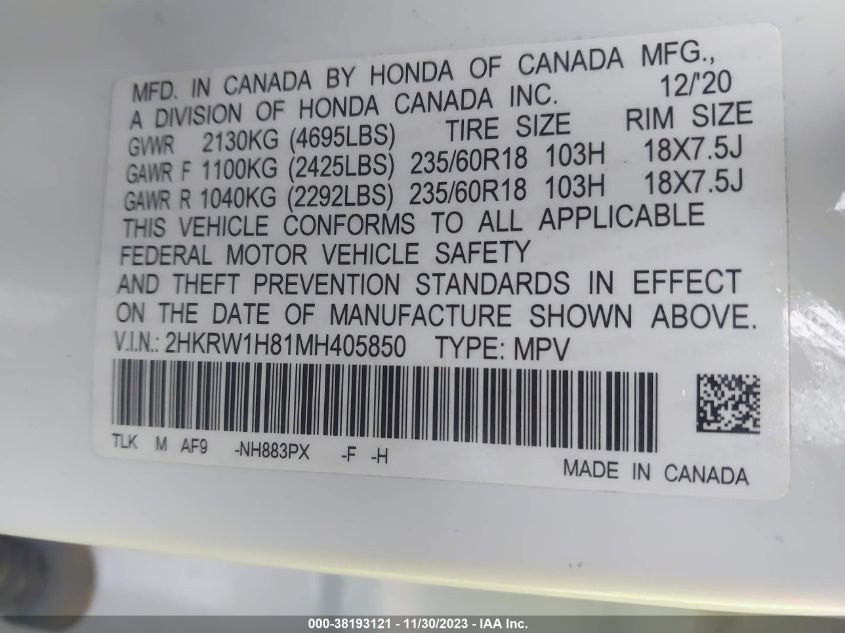 MFD. IN CANADA BY HONDA OF CANADA MFG.,
A DIVISION OF HONDA CANADA INC. 12/'20
GVWR 2130KG (4695LBS) TIRE SIZE RIM SIZE
GAWR F 1100KG (2425LBS) 235/60R18 103H 18X7.5J
GAWR R 1040KG (2292LBS) 235/60R18 103H 18X7.5J
THIS VEHICLE CONFORMS TO ALL APPLICABLE
FEDERAL MOTOR VEHICLE SAFETY
AND THEFT PREVENTION STANDARDS IN EFFECT
ON THE DATE OF MANUFACTURE SHOWN ABOVE.
V.I.N.: 2HKRW1H81MH405850 TYPE: MPV
TLK M AF9 -NH883PX -F -H
MADE IN CANADA
000-38193121 - 11/30/2023 - IAA Inc.